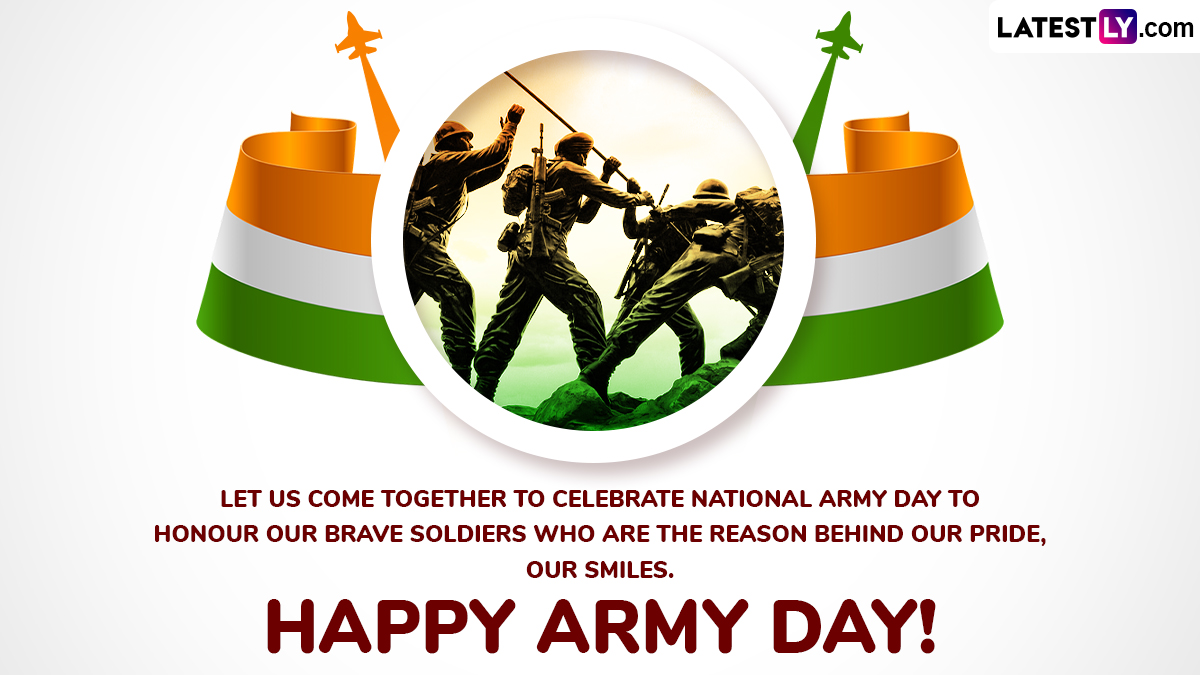 LATESTLY.com
LET US COME TOGETHER TO CELEBRATE NATIONAL ARMY DAY TO
HONOUR OUR BRAVE SOLDIERS WHO ARE THE REASON BEHIND OUR PRIDE,
OUR SMILES.
HAPPY ARMY DAY!